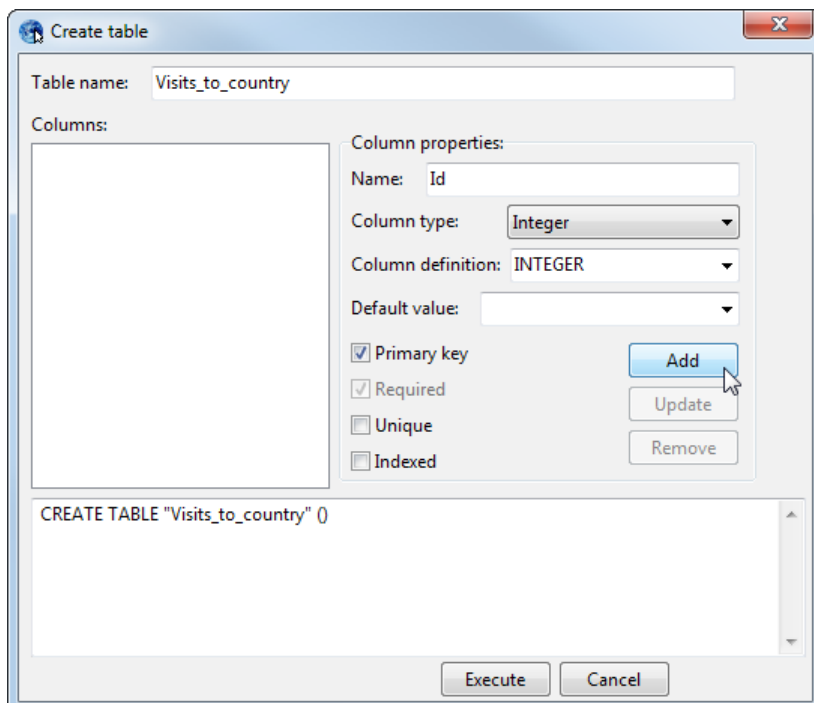 Create table
Table name: Visits_to_country
Columns:
Column properties:
Name: Id
Column type: Integer
Column definition: INTEGER
Default value:
Primary key
Add
Required
Update
Unique
Remove
Indexed
CREATE TABLE "Visits_to_country" ()
Execute Cancel